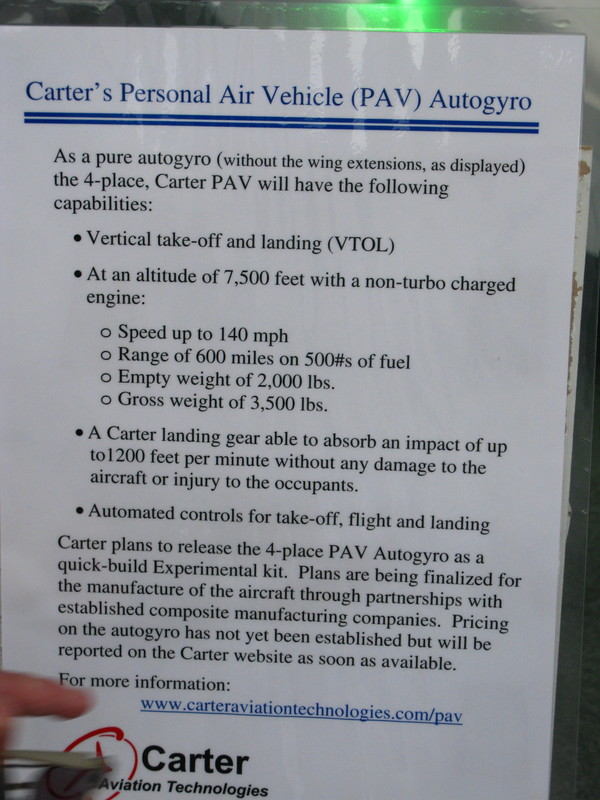 Carter's Personal Air Vehicle (PAV) Autogyro
As a pure autogyro (without the wing extensions, as displayed)
the 4-place, Carter PAV will have the following
capabilities:
• Vertical take-off and landing (VTOL)
• At an altitude of 7,500 feet with a non-turbo charged
engine:
o Speed up to 140 mph
o Range of 600 miles on 500#s of fuel
o Empty weight of 2,000 lbs.
o Gross weight of 3,500 lbs.
• A Carter landing gear able to absorb an impact of up
to1200 feet per minute without any damage to the
aircraft or injury to the occupants.
• Automated controls for take-off, flight and landing
Carter plans to release the 4-place PAV Autogyro as a
quick-build Experimental kit. Plans are being finalized for
the manufacture of the aircraft through partnerships with
established composite manufacturing companies. Pricing
on the autogyro has not yet been established but will be
reported on the Carter website as soon as available.
For more information:
www.carteraviationtechnologies.com/pav
Carter
Aviation Technologies